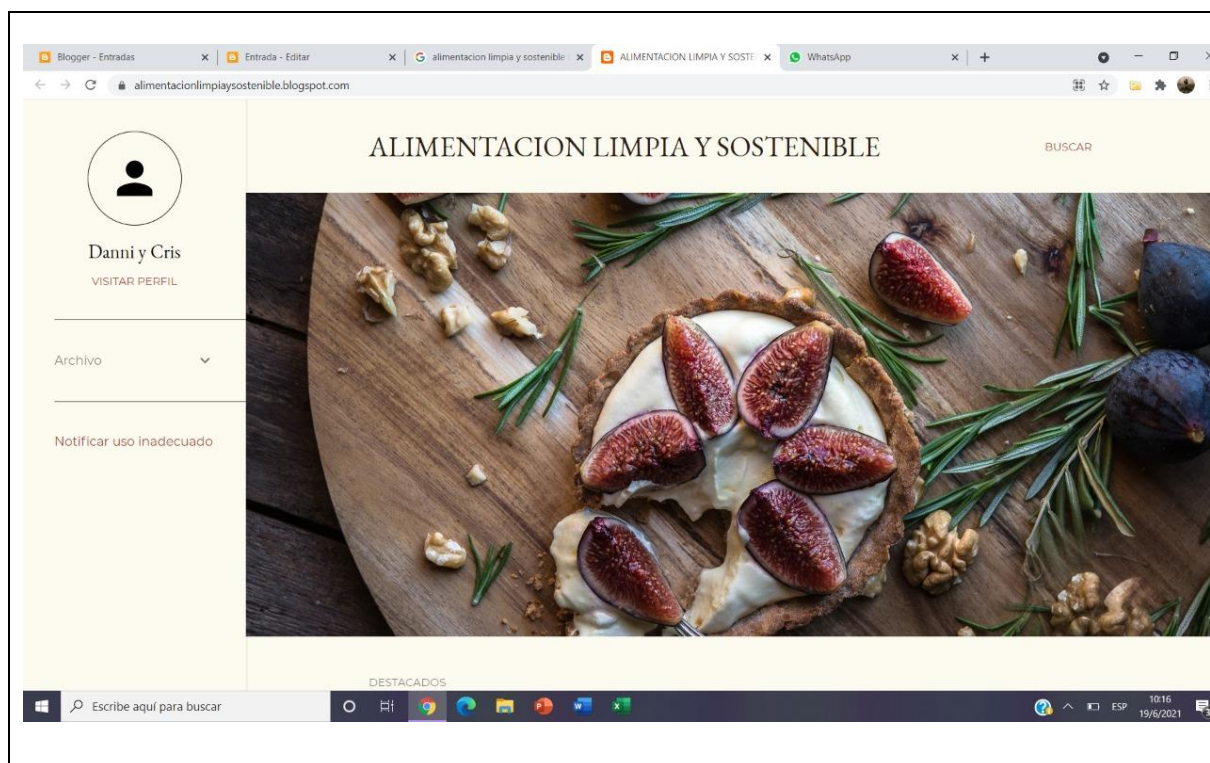 Blogger - Entradas
Entrada - Editar
alimentacion limpia y sostenible
ALIMENTACION LIMPIA Y SOSTE
WhatsApp
alimentacionlimpiaysostenible.blogspot.com
ALIMENTACION LIMPIA Y SOSTENIBLE
BUSCAR
Danni y Cris
VISITAR PERFIL
Archivo
Notificar uso inadecuado
DESTACADOS
Escribe aquí para buscar
ESP
10:16
19/6/2021